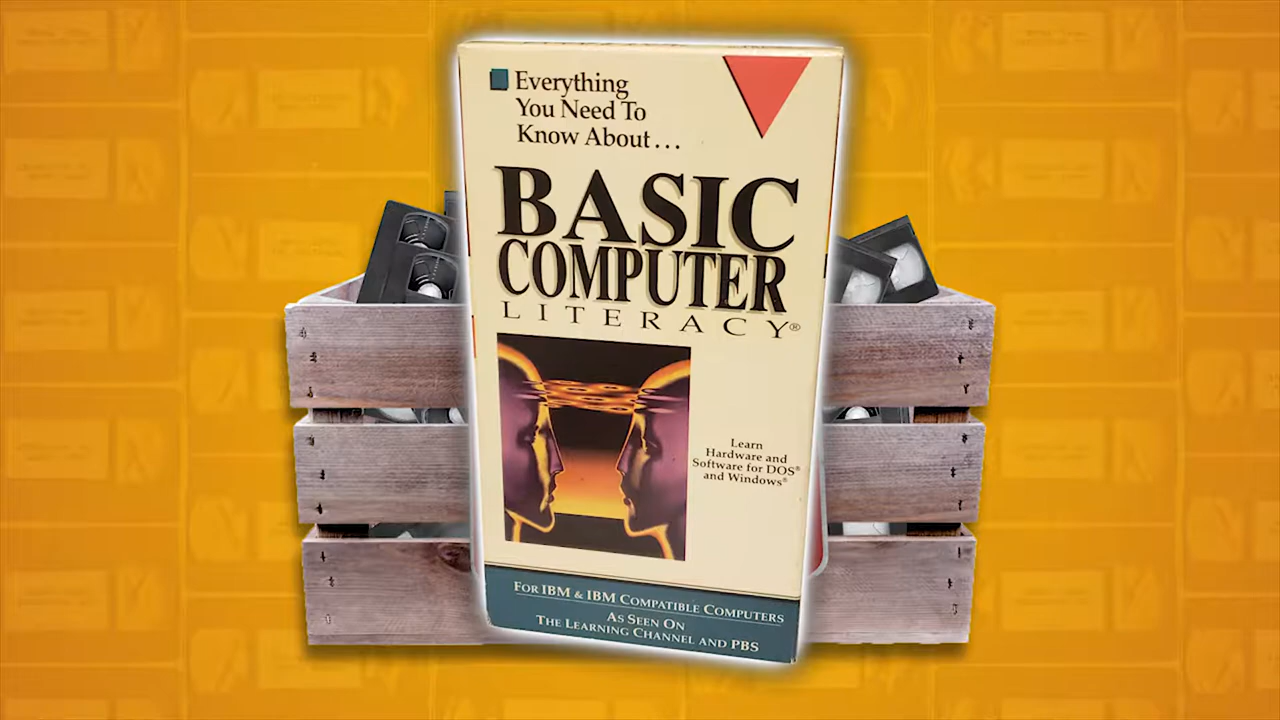 Everything
You Need To
Know About...
BASIC
COMPUTER
LITERACY®
Learn
Hardware and
Software for DOS®
and Windows®
FOR IBM & IBM COMPATIBLE COMPUTERS
AS SEEN ON
THE LEARNING CHANNEL AND PBS